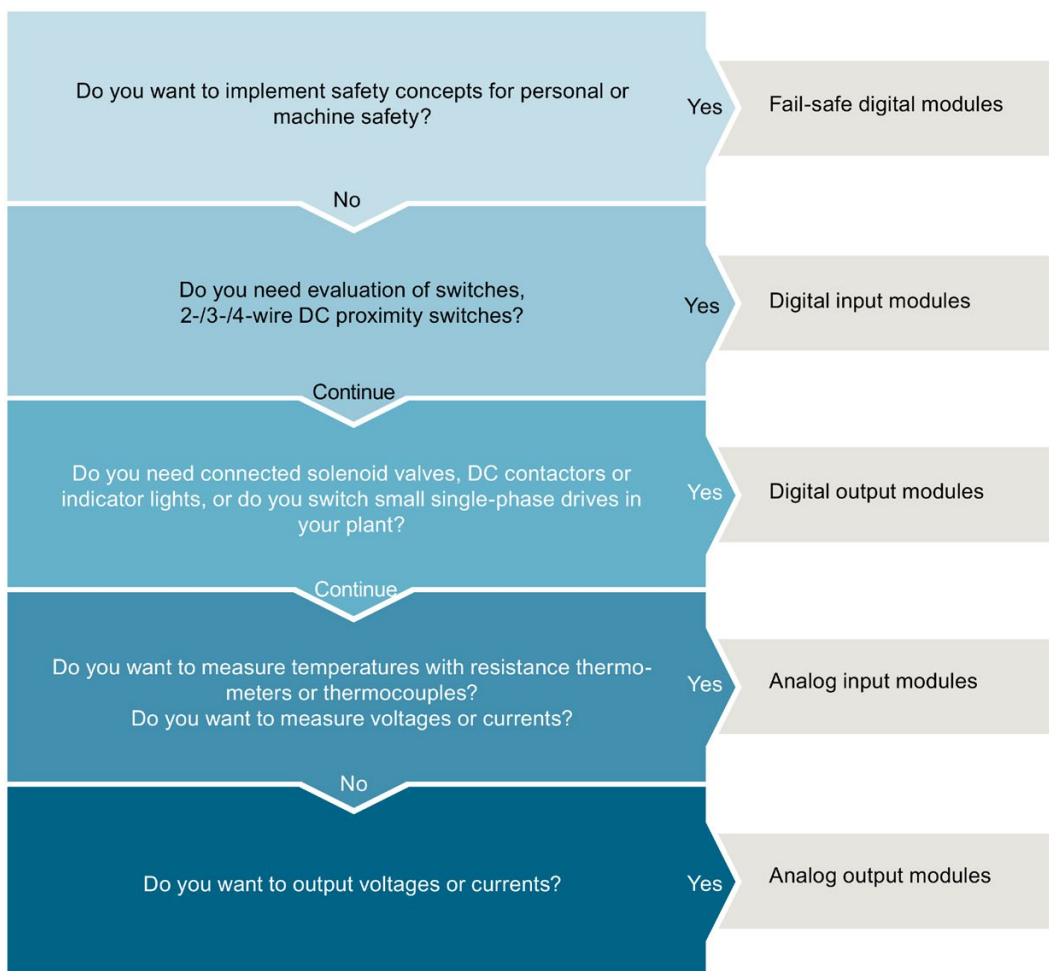 Do you want to implement safety concepts for personal or
machine safety?
Yes
Fail-safe digital modules
No
Do you need evaluation of switches,
2-/3-/4-wire DC proximity switches?
Yes
Digital input modules
Continue
Do you need connected solenoid valves, DC contactors or
indicator lights, or do you switch small single-phase drives in
your plant?
Yes
Digital output modules
Continue
Do you want to measure temperatures with resistance thermo-
meters or thermocouples?
Do you want to measure voltages or currents?
Yes
Analog input modules
No
Do you want to output voltages or currents?
Yes
Analog output modules